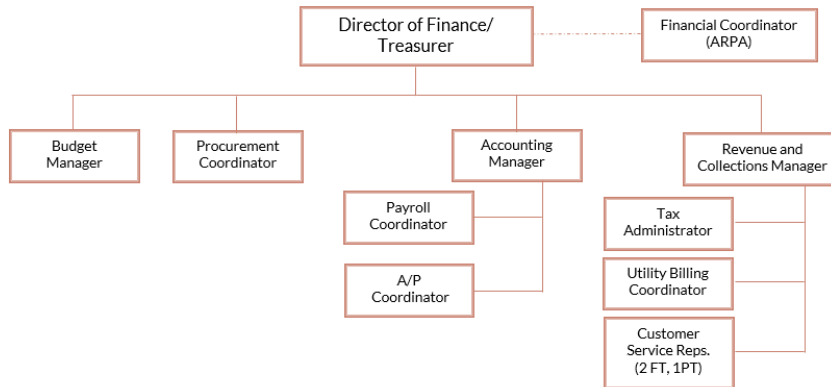 Director of Finance/
Treasurer
Financial Coordinator
(ARPA)
Budget
Manager
Procurement
Coordinator
Accounting
Manager
Revenue and
Collections Manager
Payroll
Coordinator
A/P
Coordinator
Tax
Administrator
Utility Billing
Coordinator
Customer
Service Reps.
(2 FT, 1PT)